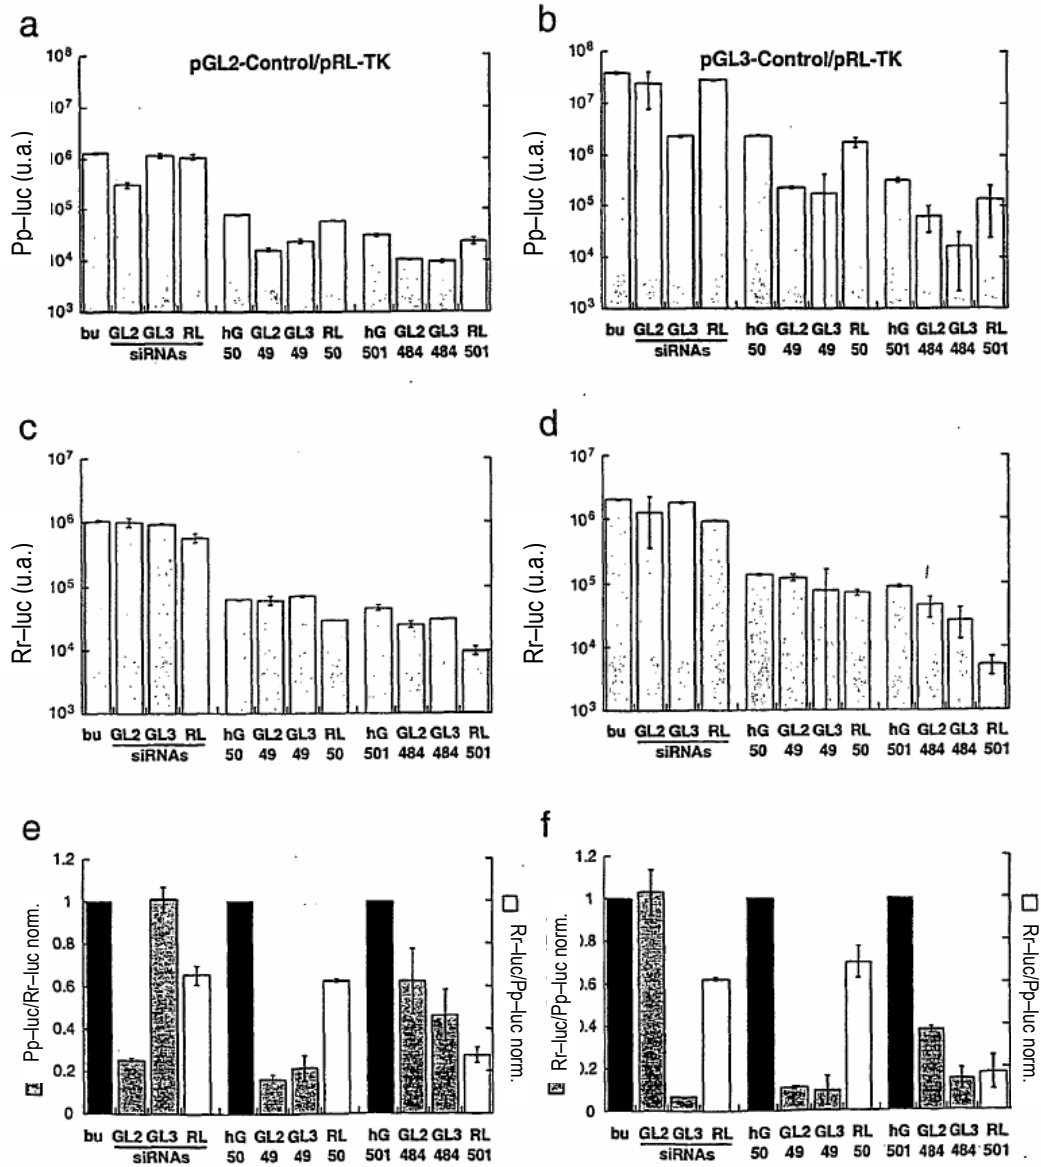 a
pGL2-Control/pRL-TK
Pp–luc (u.a.)
10⁸
10⁷
10⁶
10⁵
10⁴
10³
bu GL2 GL3 RL hG GL2 GL3 RL hG GL2 GL3 RL
siRNAs 50 49 49 50 501 484 484 501
b
pGL3-Control/pRL-TK
Pp–luc (u.a.)
10⁸
10⁷
10⁶
10⁵
10⁴
10³
bu GL2 GL3 RL hG GL2 GL3 RL hG GL2 GL3 RL
siRNAs 50 49 49 50 501 484 484 501
c
Rr–luc (u.a.)
10⁷
10⁶
10⁵
10⁴
10³
bu GL2 GL3 RL hG GL2 GL3 RL hG GL2 GL3 RL
siRNAs 50 49 49 50 501 484 484 501
d
Rr–luc (u.a.)
10⁷
10⁶
10⁵
10⁴
10³
bu GL2 GL3 RL hG GL2 GL3 RL hG GL2 GL3 RL
siRNAs 50 49 49 50 501 484 484 501
e
Pp–luc/Rr–luc norm.
1.2
1
0.8
0.6
0.4
0.2
0
Rr–luc/Pp–luc norm.
bu GL2 GL3 RL hG GL2 GL3 RL hG GL2 GL3 RL
siRNAs 50 49 49 50 501 484 484 501
f
Rr–luc/Pp–luc norm.
1.2
1
0.8
0.6
0.4
0.2
0
Rr–luc/Pp–luc norm.
bu GL2 GL3 RL hG GL2 GL3 RL hG GL2 GL3 RL
siRNAs 50 49 49 50 501 484 484 501